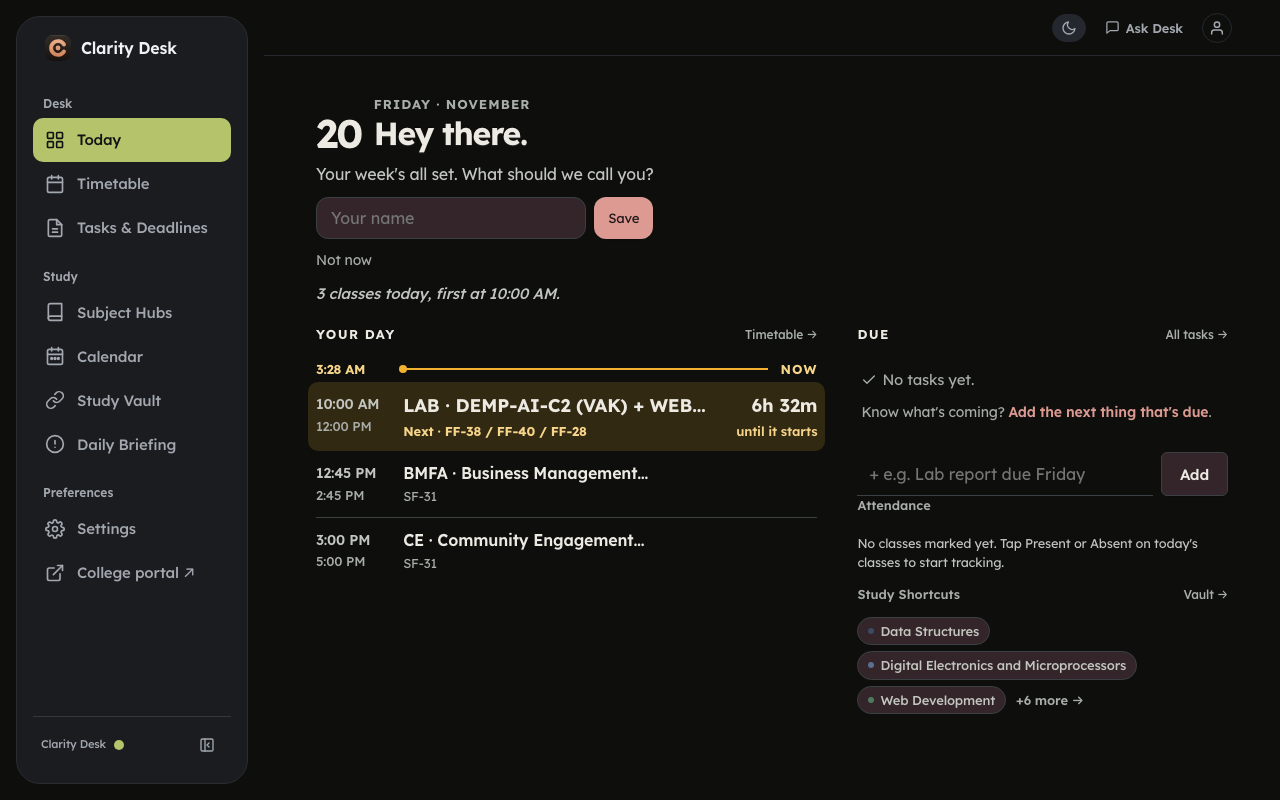 Clarity Desk
Desk
Today
Timetable
Tasks & Deadlines
Study
Subject Hubs
Calendar
Study Vault
Daily Briefing
Preferences
Settings
College portal ↗
Clarity Desk
Ask Desk
FRIDAY · NOVEMBER
20 Hey there.
Your week's all set. What should we call you?
Your name
Save
Not now
3 classes today, first at 10:00 AM.
YOUR DAY
Timetable →
3:28 AM
NOW
10:00 AM
LAB · DEMP-AI-C2 (VAK) + WEB...
6h 32m
12:00 PM
Next · FF-38 / FF-40 / FF-28
until it starts
12:45 PM
BMFA · Business Management...
2:45 PM
SF-31
3:00 PM
CE · Community Engagement...
5:00 PM
SF-31
DUE
All tasks →
No tasks yet.
Know what's coming? Add the next thing that's due.
+ e.g. Lab report due Friday
Add
Attendance
No classes marked yet. Tap Present or Absent on today's
classes to start tracking.
Study Shortcuts
Vault →
Data Structures
Digital Electronics and Microprocessors
Web Development
+6 more →